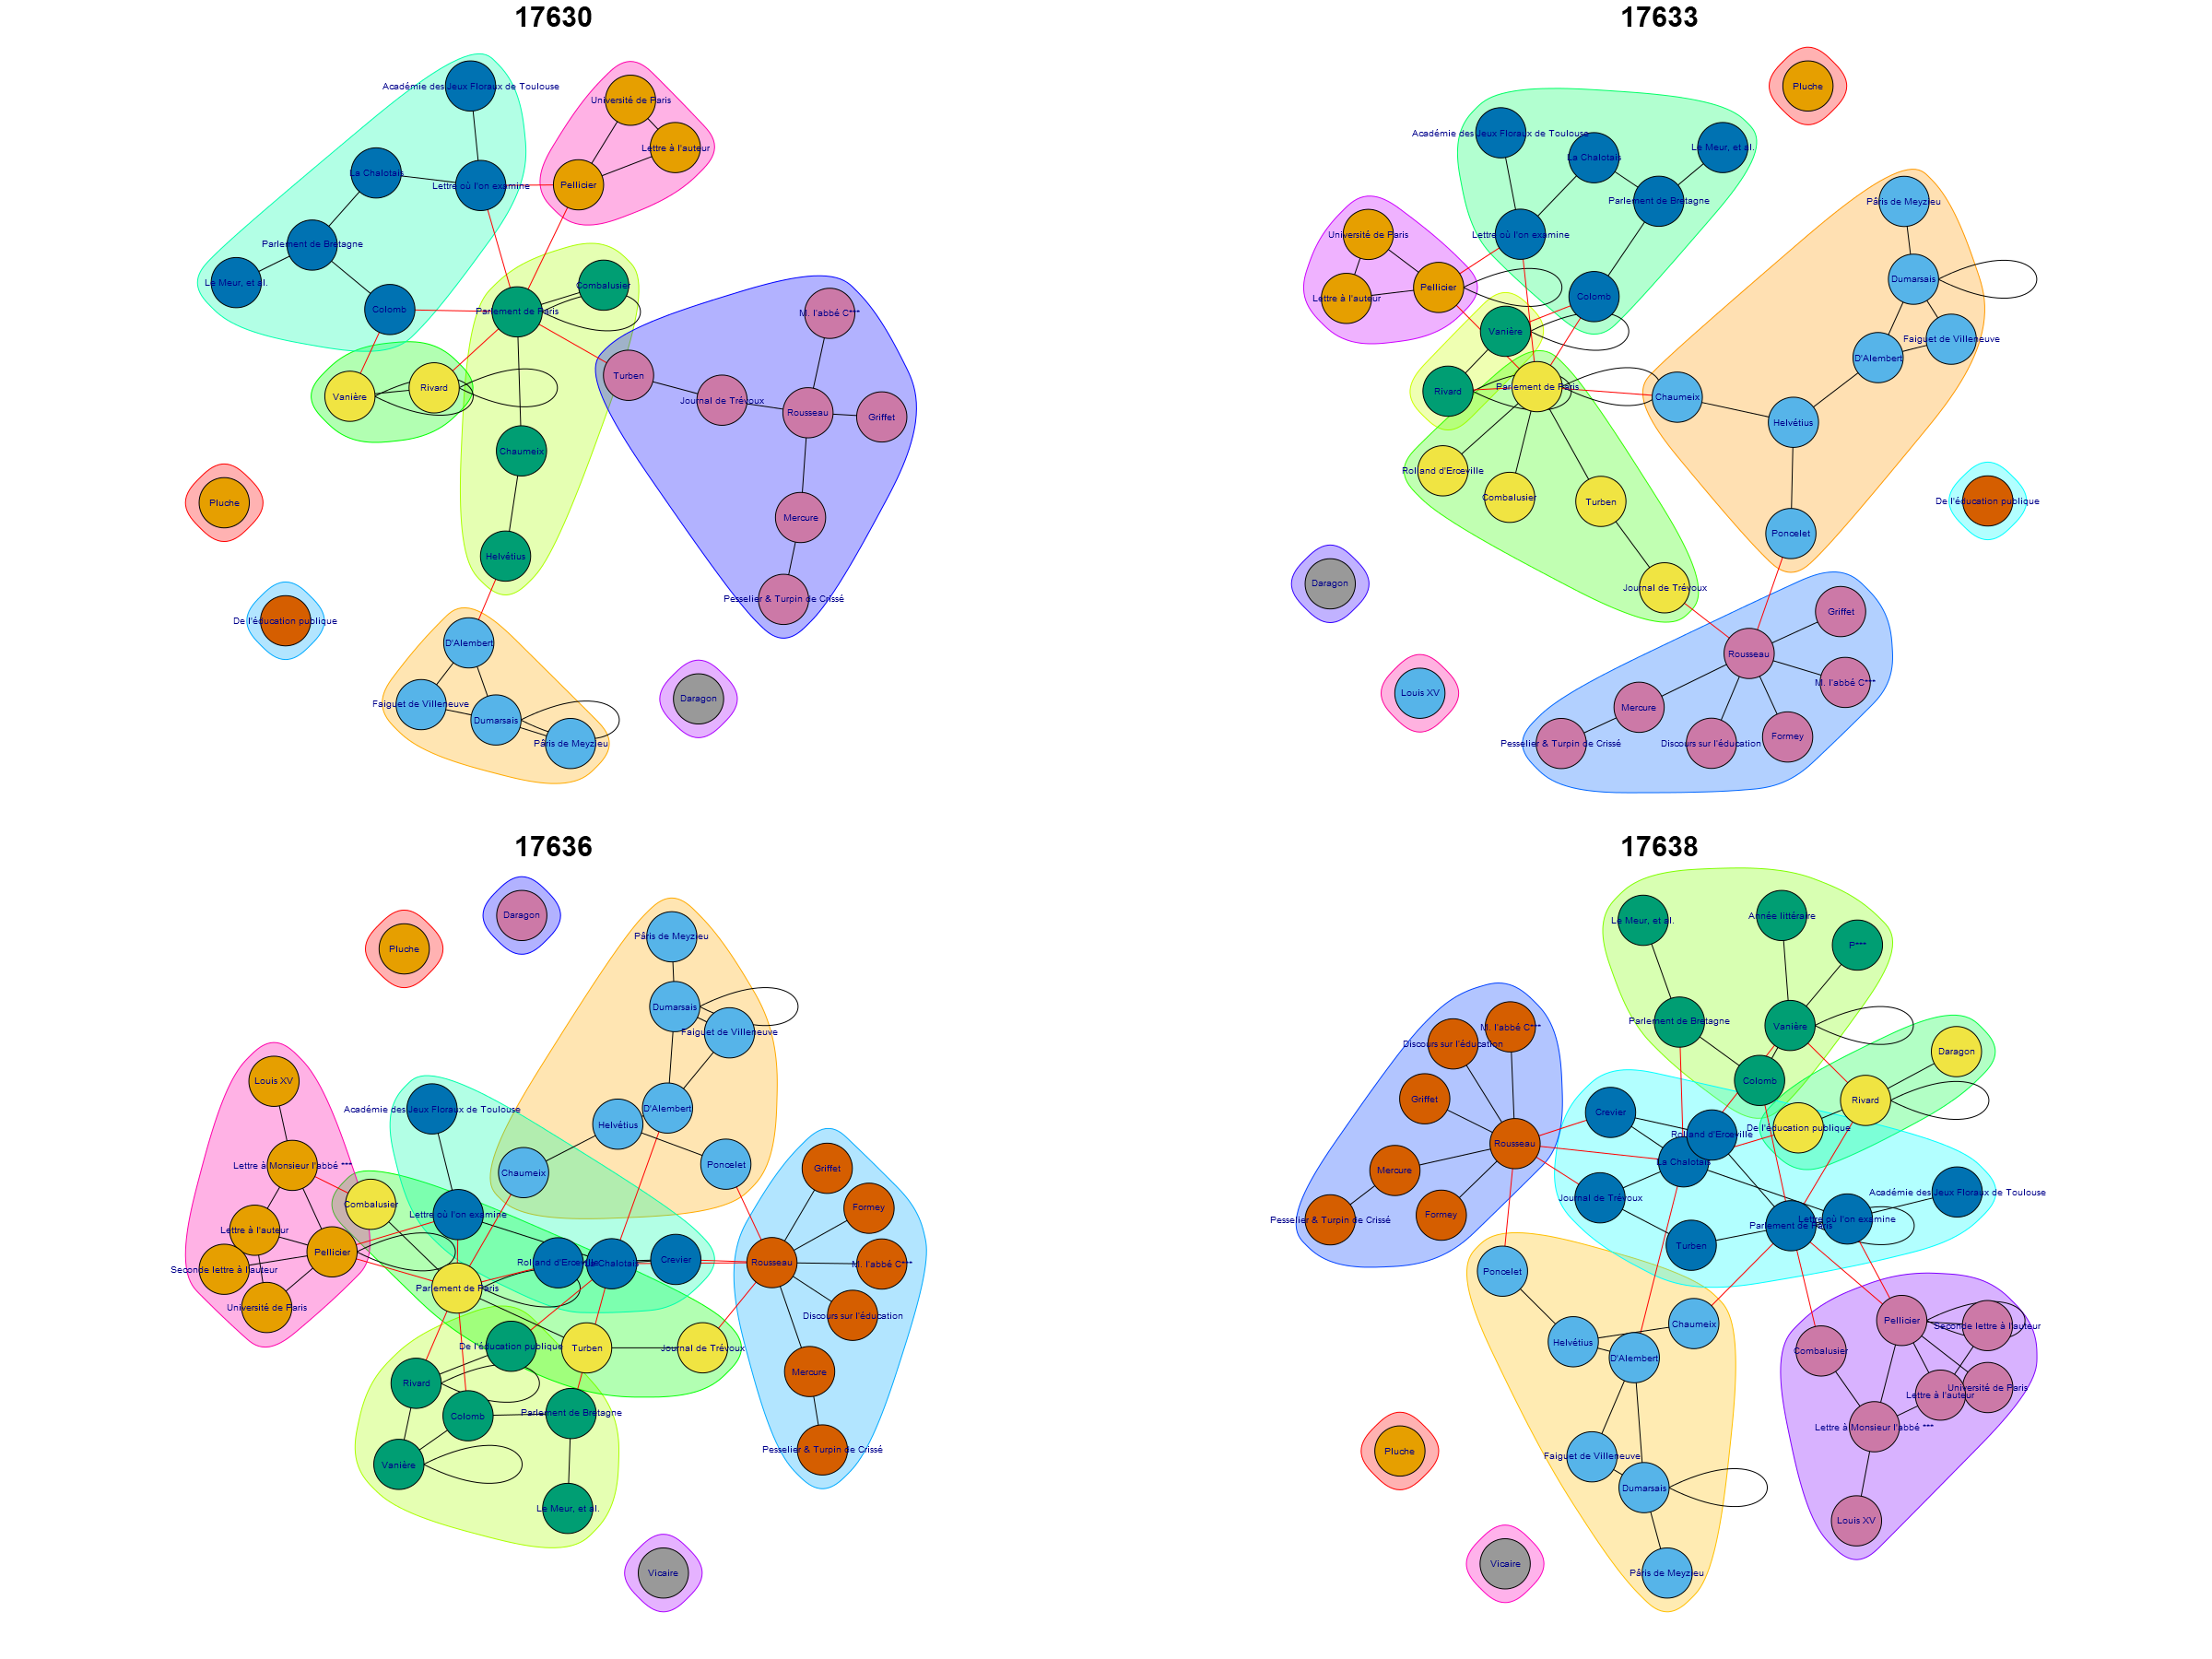 17630
Académie des Jeux Floraux de Toulouse
Université de Paris
Lettre à l'auteur
La Chalotais
Lettre où l'on examine
Pellicier
Parlement de Bretagne
Le Meur, et al.
Combalusier
Colomb
Parlement de Paris
M. l'abbé C***
Turben
Vanière
Rivard
Journal de Trévoux
Rousseau
Griffet
Chaumeix
Pluche
Mercure
Helvétius
Pesselier & Turpin de Crissé
De l'éducation publique
D'Alembert
Faiguet de Villeneuve
Dumarsais
Daragon
Pâris de Meyzieu
17633
Pluche
Académie des Jeux Floraux de Toulouse
La Chalotais
Le Meur, et al.
Parlement de Bretagne
Pâris de Meyzieu
Université de Paris
Lettre où l'on examine
Dumarsais
Pellicier
Lettre à l'auteur
Colomb
Vanière
Faiguet de Villeneuve
D'Alembert
Rivard
Parlement de Paris
Chaumeix
Helvétius
Rolland d'Erceville
Combalusier
Turben
De l'éducation publique
Poncelet
Daragon
Journal de Trévoux
Griffet
Rousseau
M. l'abbé C***
Louis XV
Mercure
Formey
Pesselier & Turpin de Crissé
Discours sur l'éducation
17636
Daragon
Pluche
Pâris de Meyzieu
Dumarsais
Faiguet de Villeneuve
Louis XV
Académie des Jeux Floraux de Toulouse
D'Alembert
Helvétius
Lettre à Monsieur l'abbé ***
Chaumeix
Poncelet
Griffet
Combalusier
Formey
Lettre où l'on examine
Lettre à l'auteur
Pellicier
Seconde lettre à l'auteur
Rolland d'Erceville
La Chalotais
Crevier
Rousseau
M. l'abbé C***
Parlement de Paris
Université de Paris
Discours sur l'éducation
De l'éducation publique
Turben
Journal de Trévoux
Rivard
Mercure
Colomb
Parlement de Bretagne
Vanière
Pesselier & Turpin de Crissé
Le Meur, et al.
Vicaire
17638
Le Meur, et al.
Année littéraire
P***
Parlement de Bretagne
Vanière
M. l'abbé C***
Discours sur l'éducation
Daragon
Colomb
Griffet
Rivard
Crevier
De l'éducation publique
Rolland d'Erceville
Rousseau
La Chalotais
Mercure
Journal de Trévoux
Académie des Jeux Floraux de Toulouse
Pesselier & Turpin de Crissé
Formey
Lettre où l'on examine
Parlement de Paris
Turben
Poncelet
Pellicier
Seconde lettre à l'auteur
Chaumeix
Helvétius
Combalusier
D'Alembert
Université de Paris
Lettre à l'auteur
Lettre à Monsieur l'abbé ***
Pluche
Faiguet de Villeneuve
Dumarsais
Louis XV
Vicaire
Pâris de Meyzieu